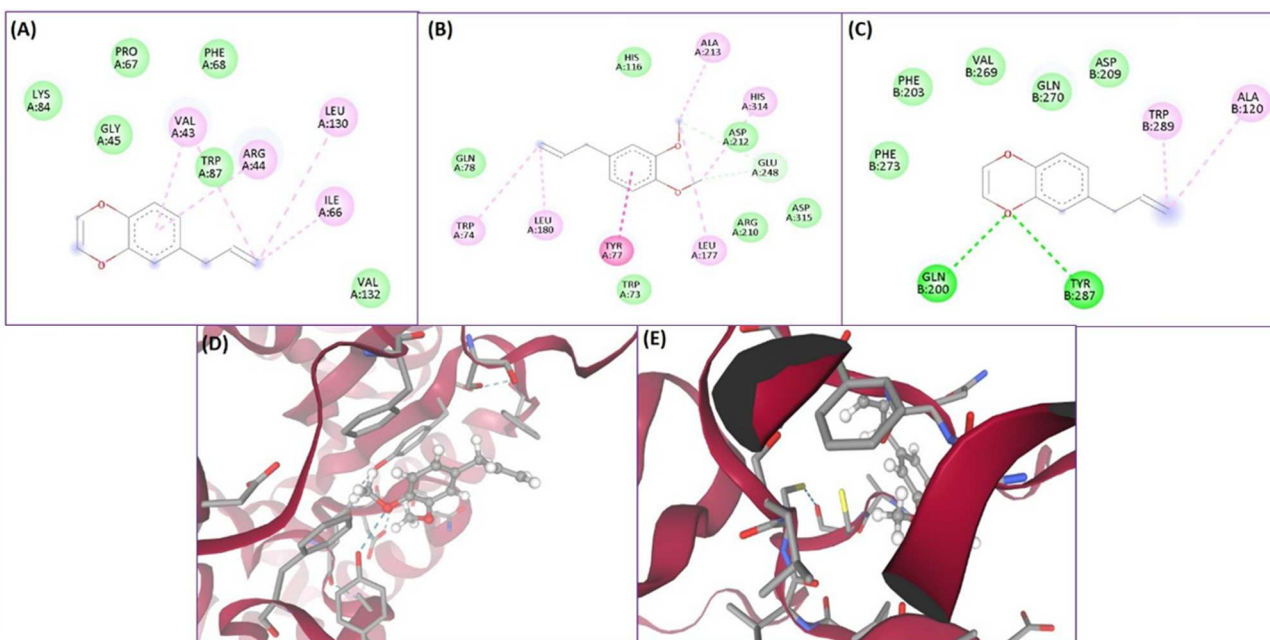 (A)
PRO
A:67
PHE
A:68
LYS
A:84
GLY
A:45
VAL
A:43
TRP
A:87
ARG
A:44
LEU
A:130
ILE
A:66
VAL
A:132
O
O
(B)
HIS
A:116
ALA
A:213
HIS
A:314
ASP
A:212
GLU
A:248
GLN
A:78
TRP
A:74
LEU
A:180
TYR
A:77
LEU
A:177
ARG
A:210
ASP
A:315
TRP
A:73
O
O
(C)
PHE
B:203
VAL
B:269
GLN
B:270
ASP
B:209
TRP
B:289
ALA
B:120
PHE
B:273
GLN
B:200
TYR
B:287
O
O
(D)
(E)